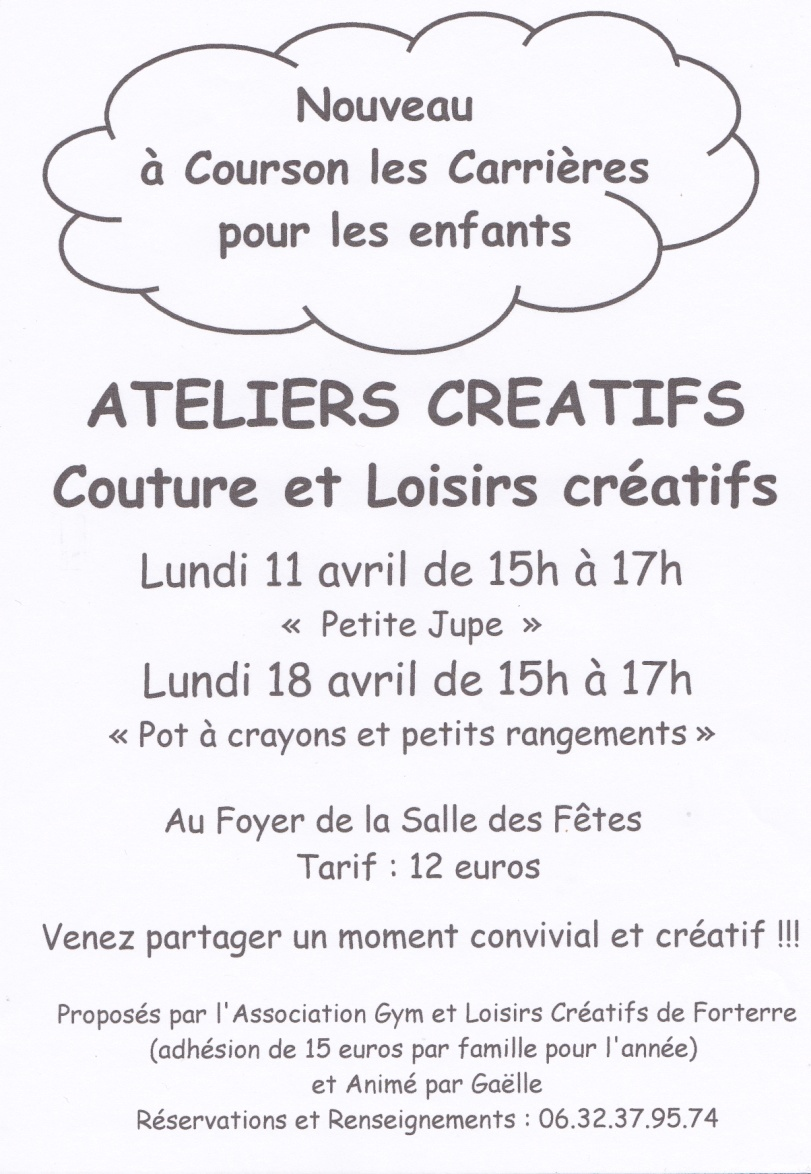 Nouveau
à Courson les Carrières
pour les enfants
ATELIERS CREATIFS
Couture et Loisirs créatifs
Lundi 11 avril de 15h à 17h
« Petite Jupe »
Lundi 18 avril de 15h à 17h
« Pot à crayons et petits rangements »
Au Foyer de la Salle des Fêtes
Tarif : 12 euros
Venez partager un moment convivial et créatif !!!
Proposés par l'Association Gym et Loisirs Créatifs de Forterre
(adhésion de 15 euros par famille pour l'année)
et Animé par Gaëlle
Réservations et Renseignements : 06.32.37.95.74